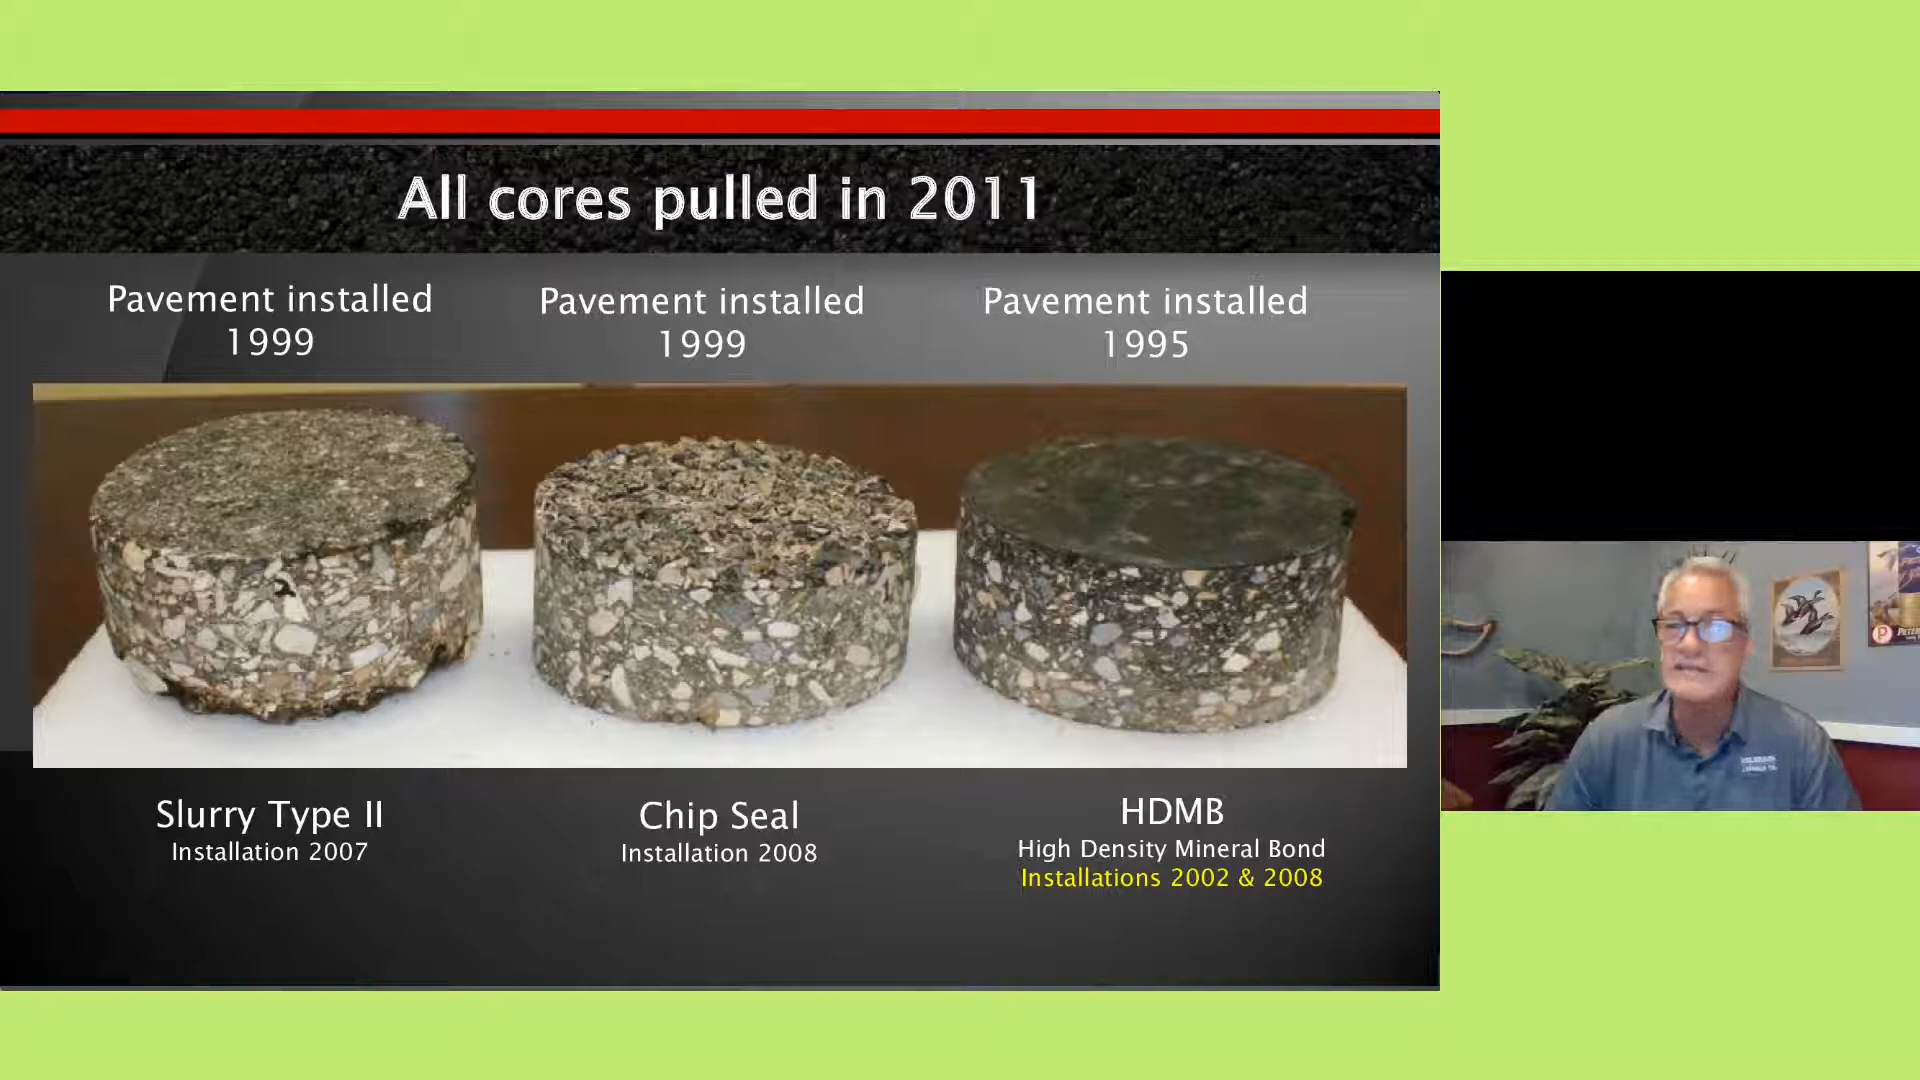 All cores pulled in 2011
Pavement installed
1999
Pavement installed
1999
Pavement installed
1995
Slurry Type II
Installation 2007
Chip Seal
Installation 2008
HDMB
High Density Mineral Bond
Installations 2002 & 2008